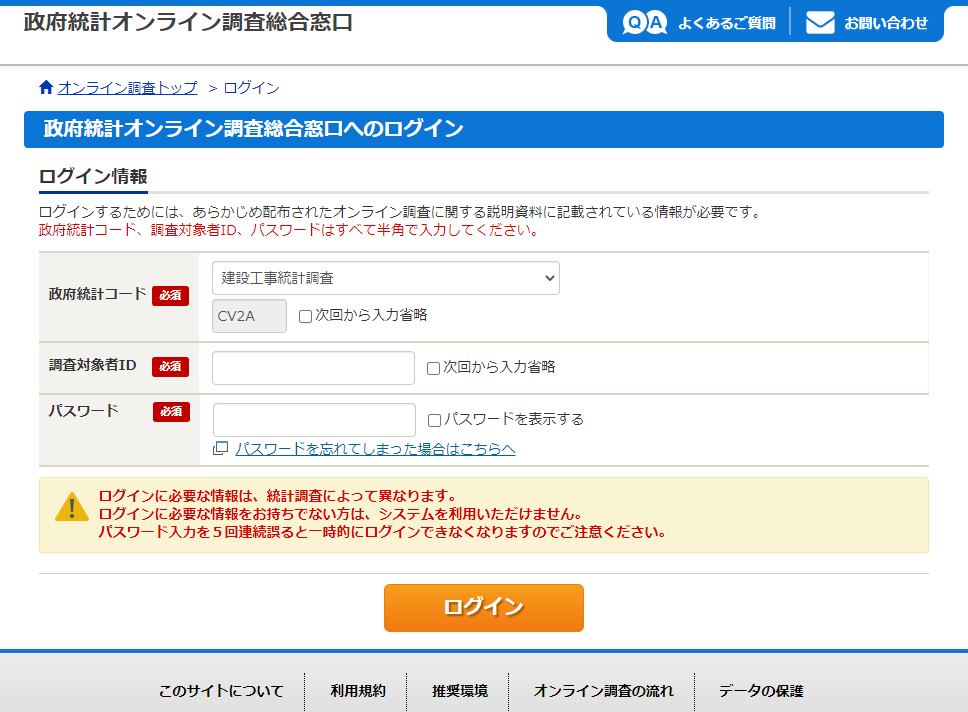 政府統計オンライン調査総合窓口
QA よくあるご質問
お問い合わせ
オンライン調査トップ > ログイン
政府統計オンライン調査総合窓口へのログイン
ログイン情報
ログインするためには、あらかじめ配布されたオンライン調査に関する説明資料に記載されている情報が必要です。
政府統計コード、調査対象者ID、パスワードはすべて半角で入力してください。
政府統計コード 必須
建設工事統計調査
CV2A 次回から入力省略
調査対象者ID 必須 次回から入力省略
パスワード 必須 パスワードを表示する
パスワードを忘れてしまった場合はこちらへ
ログインに必要な情報は、統計調査によって異なります。
ログインに必要な情報をお持ちでない方は、システムを利用いただけません。
パスワード入力を５回連続誤ると一時的にログインできなくなりますのでご注意ください。
ログイン
このサイトについて 利用規約 推奨環境 オンライン調査の流れ データの保護